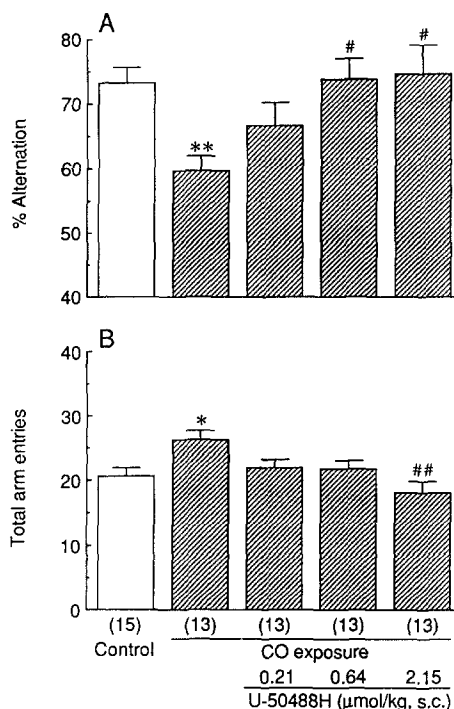 A
80
#
#
70
**
60
50
40
% Alternation
B
40
30
*
20
##
10
0
Total arm entries
(15) (13) (13) (13) (13)
Control CO exposure
0.21 0.64 2.15
U-50488H (μmol/kg, s.c.)